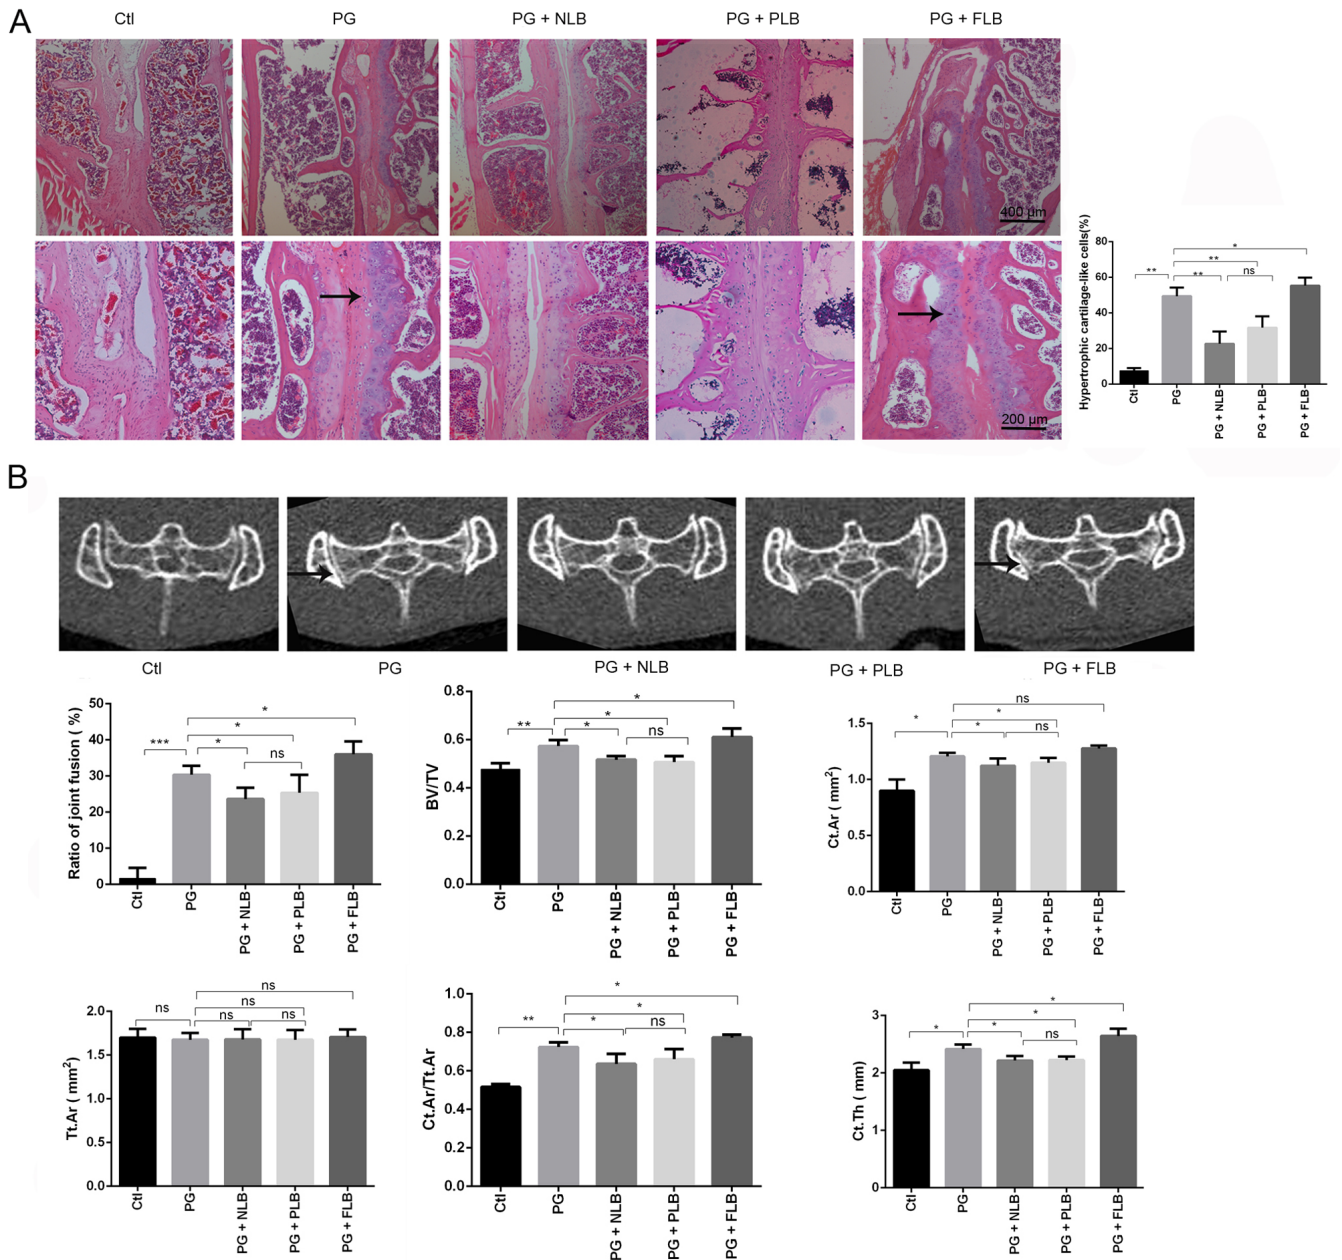 A
Ctl PG PG + NLB PG + PLB PG + FLB
400 μm
200 μm
Hypertrophic cartilage-like cells(%)
80
60
40
20
0
** ** ** ns *
Ctl PG PG + NLB PG + PLB PG + FLB
B
Ctl PG PG + NLB PG + PLB PG + FLB
Ratio of joint fusion ( %)
50
40
30
20
10
0
*** * * ns *
Ctl PG PG + NLB PG + PLB PG + FLB
BV/TV
0.8
0.6
0.4
0.2
0.0
** * * ns *
Ctl PG PG + NLB PG + PLB PG + FLB
Ct.Ar ( mm²)
1.5
1.0
0.5
0.0
* * * ns ns
Ctl PG PG + NLB PG + PLB PG + FLB
Tt.Ar ( mm²)
2.0
1.5
1.0
0.5
0.0
ns ns ns ns ns
Ctl PG PG + NLB PG + PLB PG + FLB
Ct.Ar/Tt.Ar
1.0
0.8
0.6
0.4
0.2
0.0
** * * ns *
Ctl PG PG + NLB PG + PLB PG + FLB
Ct.Th ( mm)
3
2
1
0
* * * ns *
Ctl PG PG + NLB PG + PLB PG + FLB